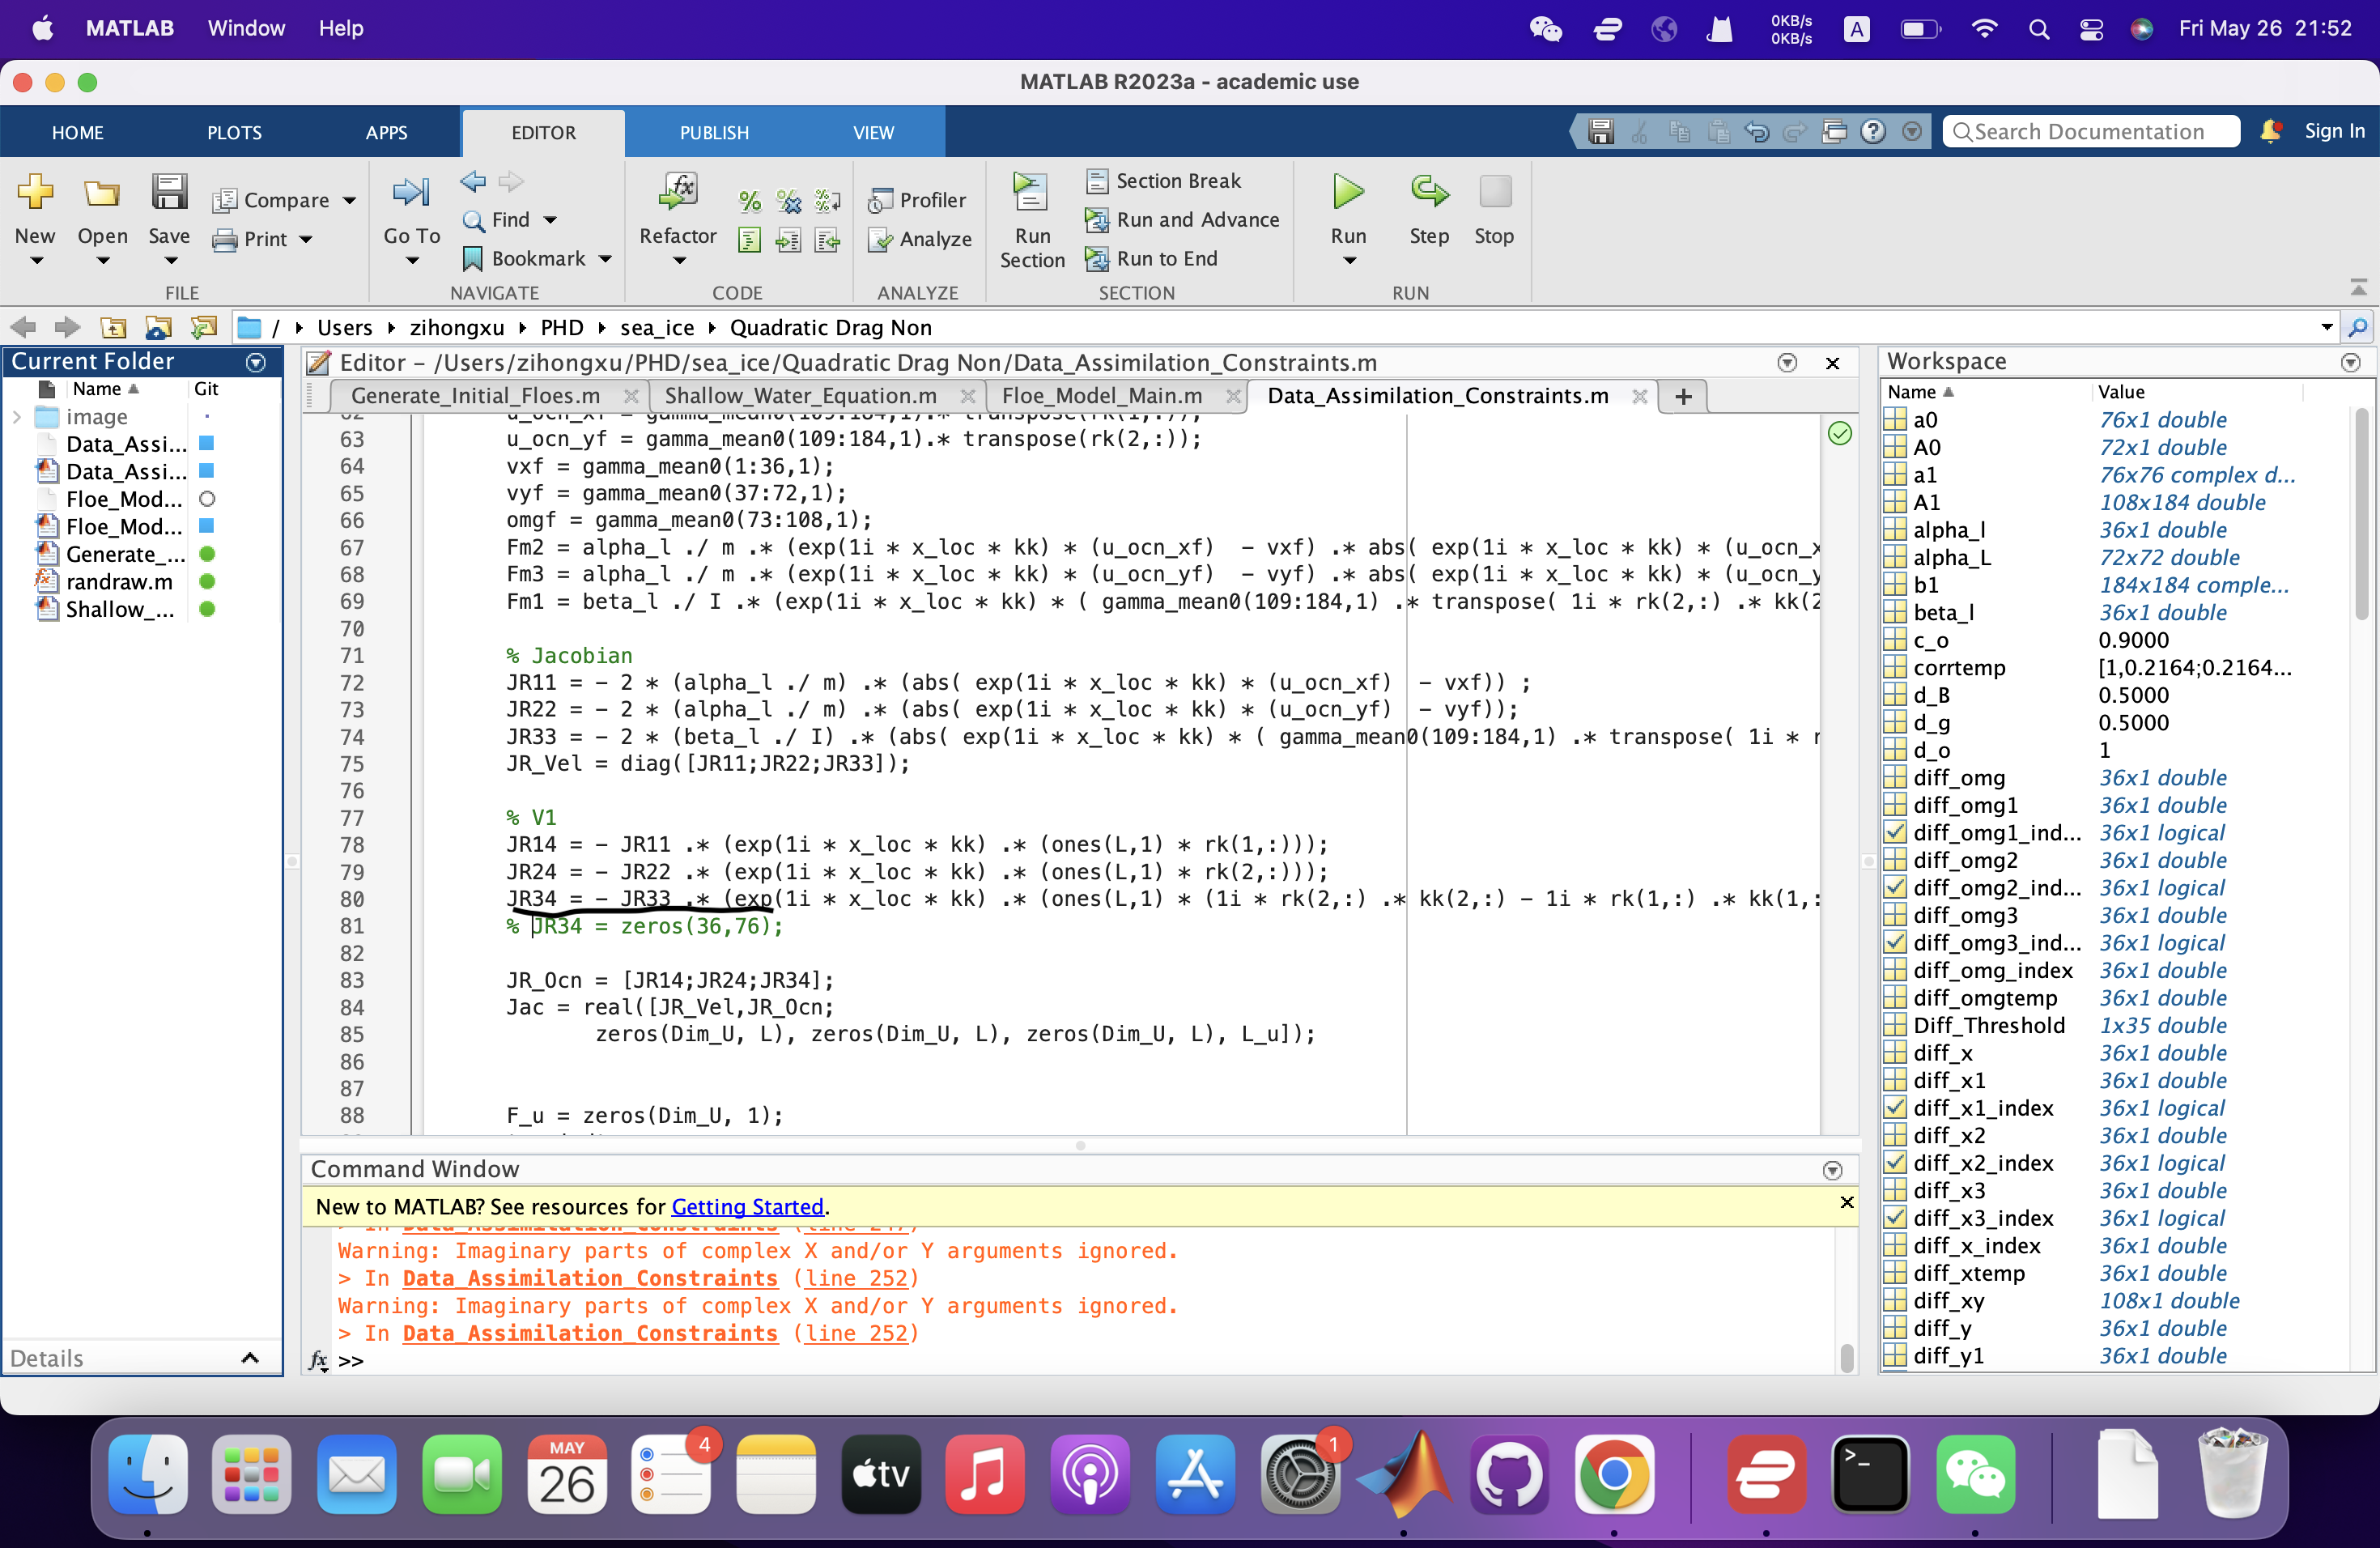 MATLAB Window Help
0KB/s
0KB/s
A
Fri May 26 21:52
MATLAB R2023a - academic use
HOME PLOTS APPS EDITOR PUBLISH VIEW
Search Documentation
Sign In
New Open Save
Compare
Print
Go To
Find
Bookmark
Refactor
Profiler
Analyze
Run
Section
Section Break
Run and Advance
Run to End
Run Step Stop
FILE NAVIGATE CODE ANALYZE SECTION RUN
/ Users zihongxu PHD sea_ice Quadratic Drag Non
Current Folder
Name Git
image
Data_Assi...
Data_Assi...
Floe_Mod...
Floe_Mod...
Generate_...
randraw.m
Shallow_...
Details
Editor – /Users/zihongxu/PHD/sea_ice/Quadratic Drag Non/Data_Assimilation_Constraints.m
Generate_Initial_Floes.m Shallow_Water_Equation.m Floe_Model_Main.m Data_Assimilation_Constraints.m
62 u_ocn_xf = gamma_mean0(109:184,1).* transpose(rk(1,:));
63 u_ocn_yf = gamma_mean0(109:184,1).* transpose(rk(2,:));
64 vxf = gamma_mean0(1:36,1);
65 vyf = gamma_mean0(37:72,1);
66 omgf = gamma_mean0(73:108,1);
67 Fm2 = alpha_l ./ m .* (exp(1i * x_loc * kk) * (u_ocn_xf) - vxf) .* abs( exp(1i * x_loc * kk) * (u_ocn_x
68 Fm3 = alpha_l ./ m .* (exp(1i * x_loc * kk) * (u_ocn_yf) - vyf) .* abs( exp(1i * x_loc * kk) * (u_ocn_y
69 Fm1 = beta_l ./ I .* (exp(1i * x_loc * kk) * ( gamma_mean0(109:184,1) .* transpose( 1i * rk(2,:) .* kk(2
70
71 % Jacobian
72 JR11 = - 2 * (alpha_l ./ m) .* (abs( exp(1i * x_loc * kk) * (u_ocn_xf) - vxf)) ;
73 JR22 = - 2 * (alpha_l ./ m) .* (abs( exp(1i * x_loc * kk) * (u_ocn_yf) - vyf));
74 JR33 = - 2 * (beta_l ./ I) .* (abs( exp(1i * x_loc * kk) * ( gamma_mean0(109:184,1) .* transpose( 1i * r
75 JR_Vel = diag([JR11;JR22;JR33]);
76
77 % V1
78 JR14 = - JR11 .* (exp(1i * x_loc * kk) .* (ones(L,1) * rk(1,:)));
79 JR24 = - JR22 .* (exp(1i * x_loc * kk) .* (ones(L,1) * rk(2,:)));
80 JR34 = - JR33 .* (exp(1i * x_loc * kk) .* (ones(L,1) * (1i * rk(2,:) .* kk(2,:) - 1i * rk(1,:) .* kk(1,:
81 % JR34 = zeros(36,76);
82
83 JR_Ocn = [JR14;JR24;JR34];
84 Jac = real([JR_Vel,JR_Ocn;
85 zeros(Dim_U, L), zeros(Dim_U, L), zeros(Dim_U, L), L_u]);
86
87
88 F_u = zeros(Dim_U, 1);
Command Window
New to MATLAB? See resources for Getting Started.
> In Data_Assimilation_Constraints (line 247)
Warning: Imaginary parts of complex X and/or Y arguments ignored.
> In Data_Assimilation_Constraints (line 252)
Warning: Imaginary parts of complex X and/or Y arguments ignored.
> In Data_Assimilation_Constraints (line 252)
fx >>
Workspace
Name Value
a0 76x1 double
A0 72x1 double
a1 76x76 complex d...
A1 108x184 double
alpha_l 36x1 double
alpha_L 72x72 double
b1 184x184 comple...
beta_l 36x1 double
c_o 0.9000
corrtemp [1,0.2164;0.2164...
d_B 0.5000
d_g 0.5000
d_o 1
diff_omg 36x1 double
diff_omg1 36x1 double
diff_omg1_ind... 36x1 logical
diff_omg2 36x1 double
diff_omg2_ind... 36x1 logical
diff_omg3 36x1 double
diff_omg3_ind... 36x1 logical
diff_omg_index 36x1 double
diff_omgtemp 36x1 double
Diff_Threshold 1x35 double
diff_x 36x1 double
diff_x1 36x1 double
diff_x1_index 36x1 logical
diff_x2 36x1 double
diff_x2_index 36x1 logical
diff_x3 36x1 double
diff_x3_index 36x1 logical
diff_x_index 36x1 double
diff_xtemp 36x1 double
diff_xy 108x1 double
diff_y 36x1 double
diff_y1 36x1 double
MAY
26
4
tv
1